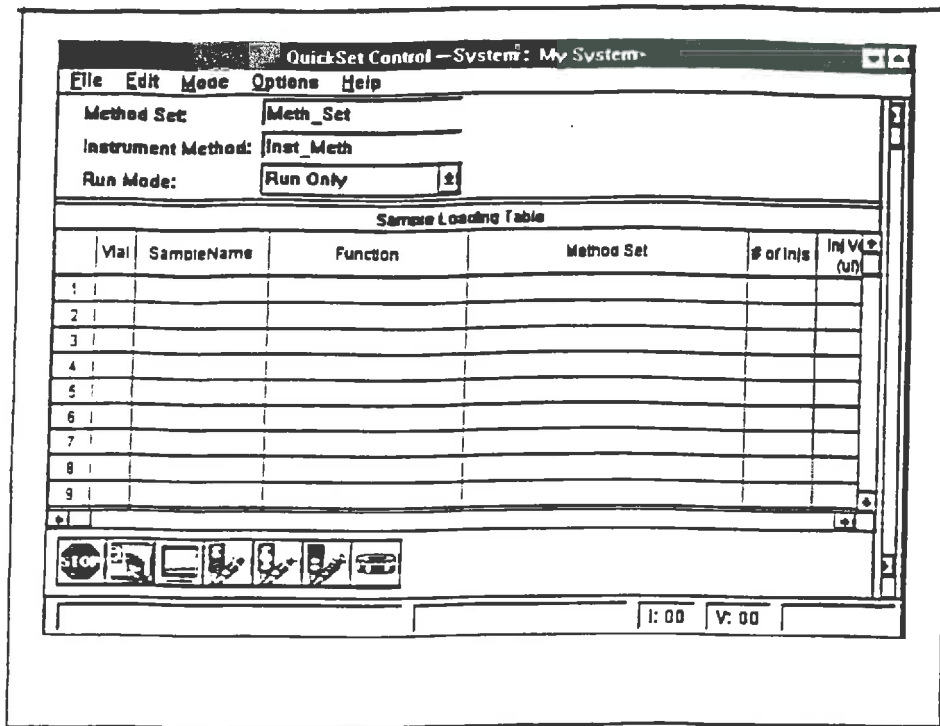 QuickSet Control — System: My System
File Edit Mode Options Help
Method Set: Meth_Set
Instrument Method: Inst_Meth
Run Mode: Run Only
Sample Loading Table
Vial SampleName Function Method Set # of Injs Inj V (ul)
1
2
3
4
5
6
7
8
9
STOP
I: 00 V: 00